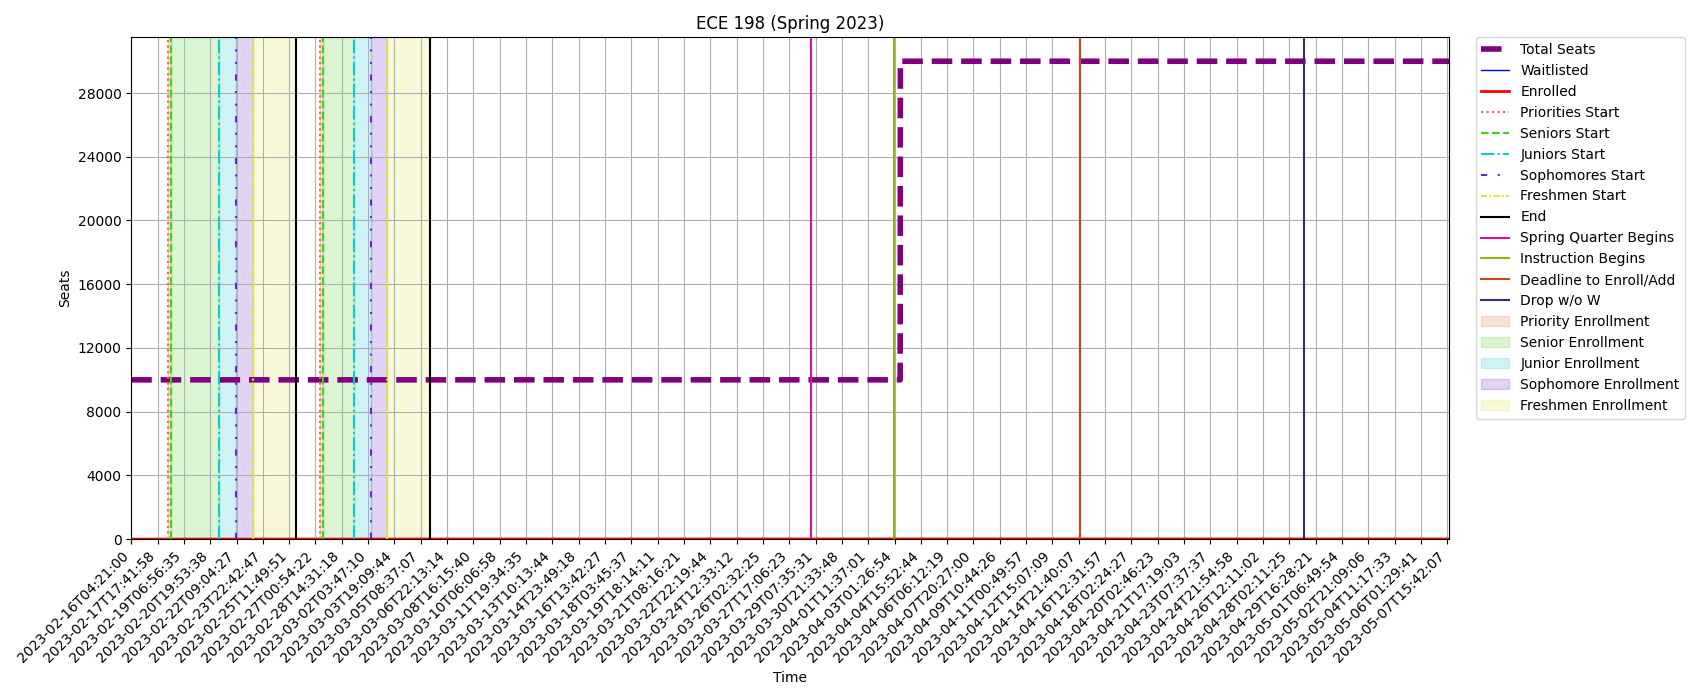 ECE 198 (Spring 2023)
Seats
28000
24000
20000
16000
12000
8000
4000
0
2023-02-16T04:21:00
2023-02-17T17:41:58
2023-02-19T06:56:35
2023-02-20T19:53:38
2023-02-22T09:04:27
2023-02-23T22:42:47
2023-02-25T11:49:51
2023-02-27T00:54:22
2023-02-28T14:31:18
2023-03-02T03:47:10
2023-03-03T19:09:44
2023-03-05T08:37:07
2023-03-06T22:13:14
2023-03-08T16:15:40
2023-03-10T06:06:58
2023-03-11T19:34:35
2023-03-13T10:13:44
2023-03-14T23:49:18
2023-03-16T13:42:27
2023-03-18T03:45:37
2023-03-19T18:14:11
2023-03-21T08:16:21
2023-03-22T22:19:44
2023-03-24T12:33:12
2023-03-26T02:32:25
2023-03-27T17:06:23
2023-03-29T07:35:31
2023-03-30T21:33:48
2023-04-01T11:37:01
2023-04-03T01:26:54
2023-04-04T15:52:44
2023-04-06T06:12:19
2023-04-07T20:27:00
2023-04-09T10:44:26
2023-04-11T00:49:57
2023-04-12T15:07:09
2023-04-14T21:40:07
2023-04-16T12:31:57
2023-04-18T02:24:27
2023-04-20T02:46:23
2023-04-21T17:19:03
2023-04-23T07:37:37
2023-04-24T21:54:58
2023-04-26T12:11:02
2023-04-28T02:11:25
2023-04-29T16:28:21
2023-05-01T06:49:54
2023-05-02T21:09:06
2023-05-04T11:17:33
2023-05-06T01:29:41
2023-05-07T15:42:07
Time
Total Seats
Waitlisted
Enrolled
Priorities Start
Seniors Start
Juniors Start
Sophomores Start
Freshmen Start
End
Spring Quarter Begins
Instruction Begins
Deadline to Enroll/Add
Drop w/o W
Priority Enrollment
Senior Enrollment
Junior Enrollment
Sophomore Enrollment
Freshmen Enrollment